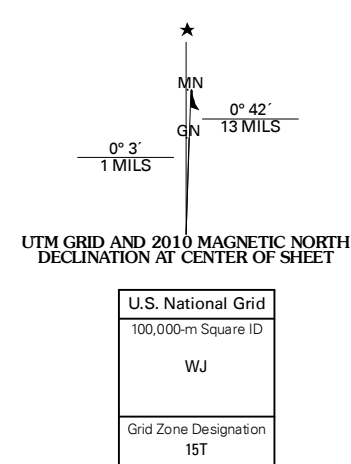 MN
0° 42´
13 MILS
GN
0° 3´
1 MILS
UTM GRID AND 2010 MAGNETIC NORTH
DECLINATION AT CENTER OF SHEET
U.S. National Grid
100,000-m Square ID
WJ
Grid Zone Designation
15T